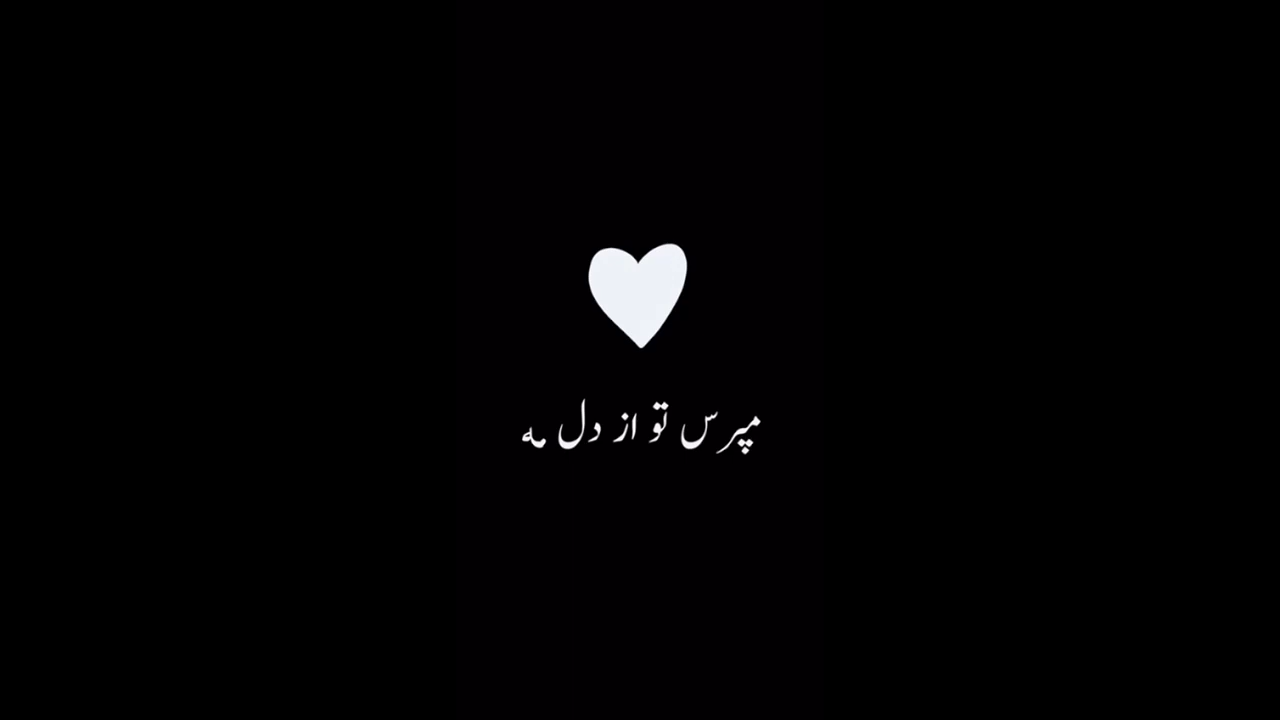 مپرس تو از دل مه